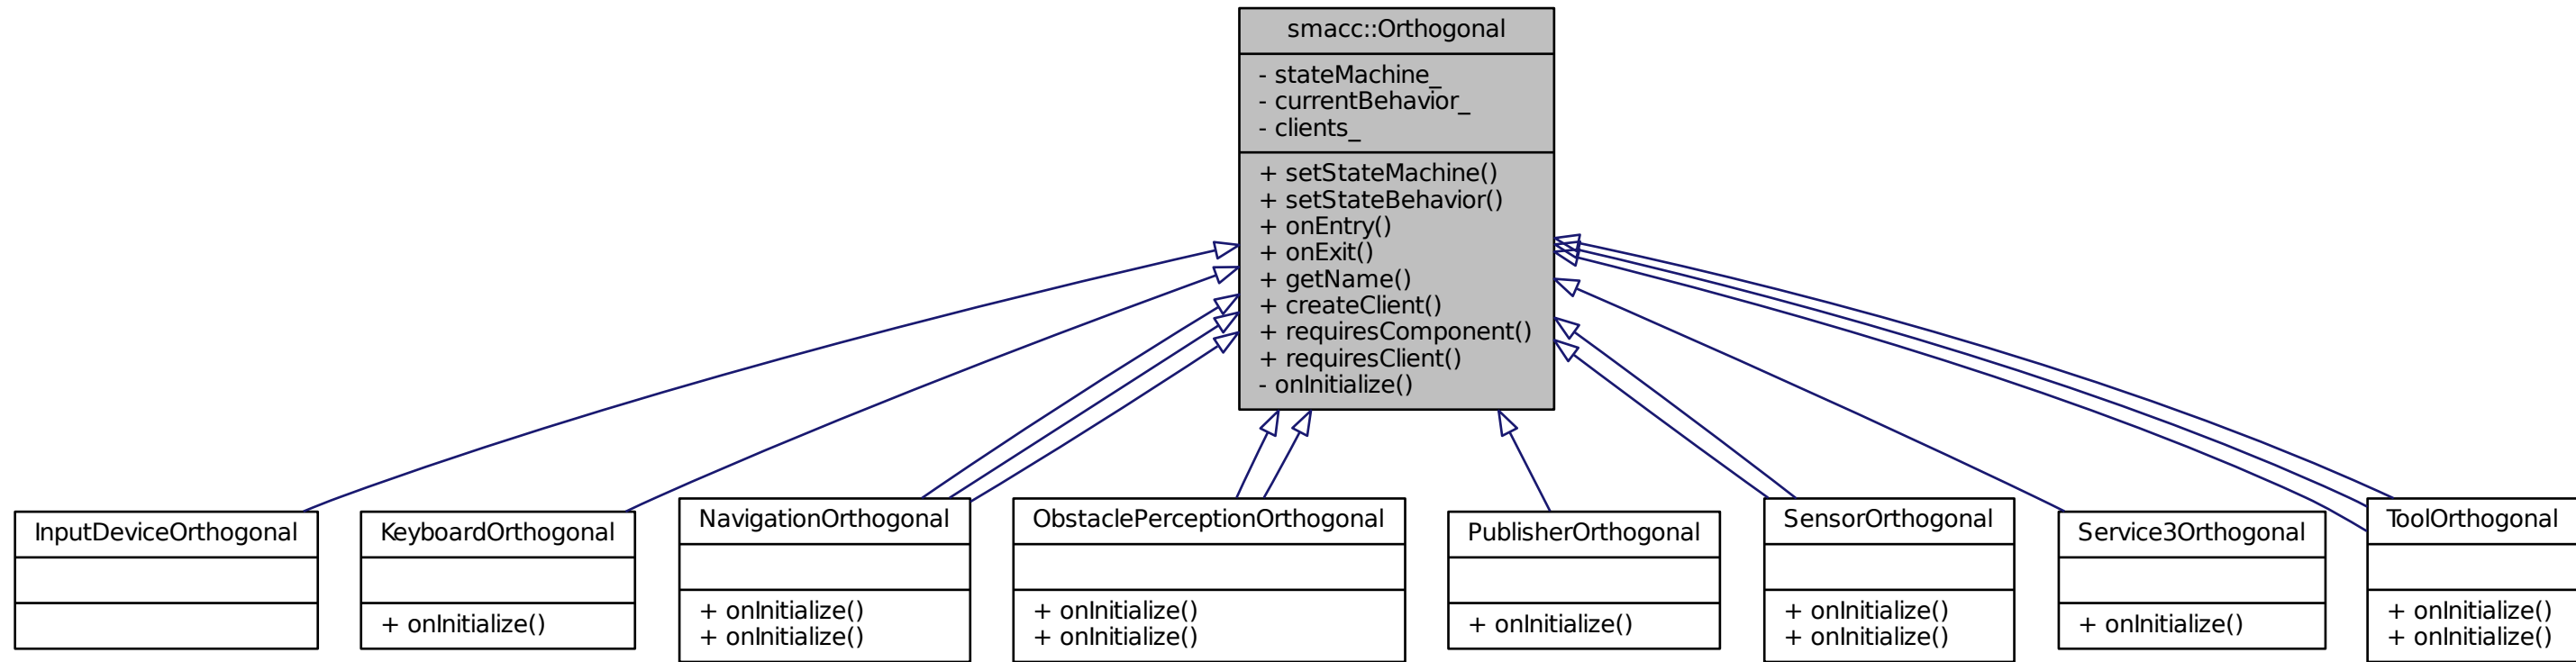 smacc::Orthogonal
- stateMachine_
- currentBehavior_
- clients_
+ setStateMachine()
+ setStateBehavior()
+ onEntry()
+ onExit()
+ getName()
+ createClient()
+ requiresComponent()
+ requiresClient()
- onInitialize()
InputDeviceOrthogonal
KeyboardOrthogonal
+ onInitialize()
NavigationOrthogonal
+ onInitialize()
+ onInitialize()
ObstaclePerceptionOrthogonal
+ onInitialize()
+ onInitialize()
PublisherOrthogonal
+ onInitialize()
SensorOrthogonal
+ onInitialize()
+ onInitialize()
Service3Orthogonal
+ onInitialize()
ToolOrthogonal
+ onInitialize()
+ onInitialize()